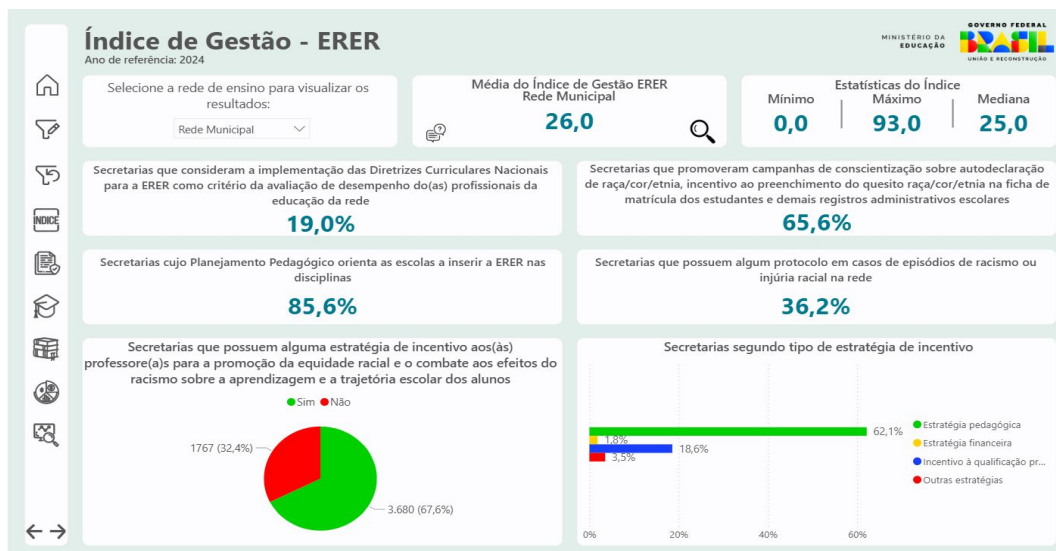 Índice de Gestão - ERER
Ano de referência: 2024
MINISTÉRIO DA
EDUCAÇÃO
GOVERNO FEDERAL
BRASIL
UNIÃO E RECONSTRUÇÃO
Selecione a rede de ensino para visualizar os
resultados:
Rede Municipal
Média do Índice de Gestão ERER
Rede Municipal
26,0
Estatísticas do Índice
Mínimo
Máximo
Mediana
0,0
93,0
25,0
INDICE
Secretarias que consideram a implementação das Diretrizes Curriculares Nacionais
para a ERER como critério da avaliação de desempenho do(as) profissionais da
educação da rede
19,0%
Secretarias que promoveram campanhas de conscientização sobre autodeclaração
de raça/cor/etnia, incentivo ao preenchimento do quesito raça/cor/etnia na ficha de
matrícula dos estudantes e demais registros administrativos escolares
65,6%
Secretarias cujo Planejamento Pedagógico orienta as escolas a inserir a ERER nas
disciplinas
85,6%
Secretarias que possuem algum protocolo em casos de episódios de racismo ou
injúria racial na rede
36,2%
Secretarias que possuem alguma estratégia de incentivo aos(às)
professore(a)s para a promoção da equidade racial e o combate aos efeitos do
racismo sobre a aprendizagem e a trajetória escolar dos alunos
Sim Não
1767 (32,4%)
3.680 (67,6%)
Secretarias segundo tipo de estratégia de incentivo
62,1%
1,8%
18,6%
3,5%
Estratégia pedagógica
Estratégia financeira
Incentivo à qualificação pr...
Outras estratégias
0%
20%
40%
60%